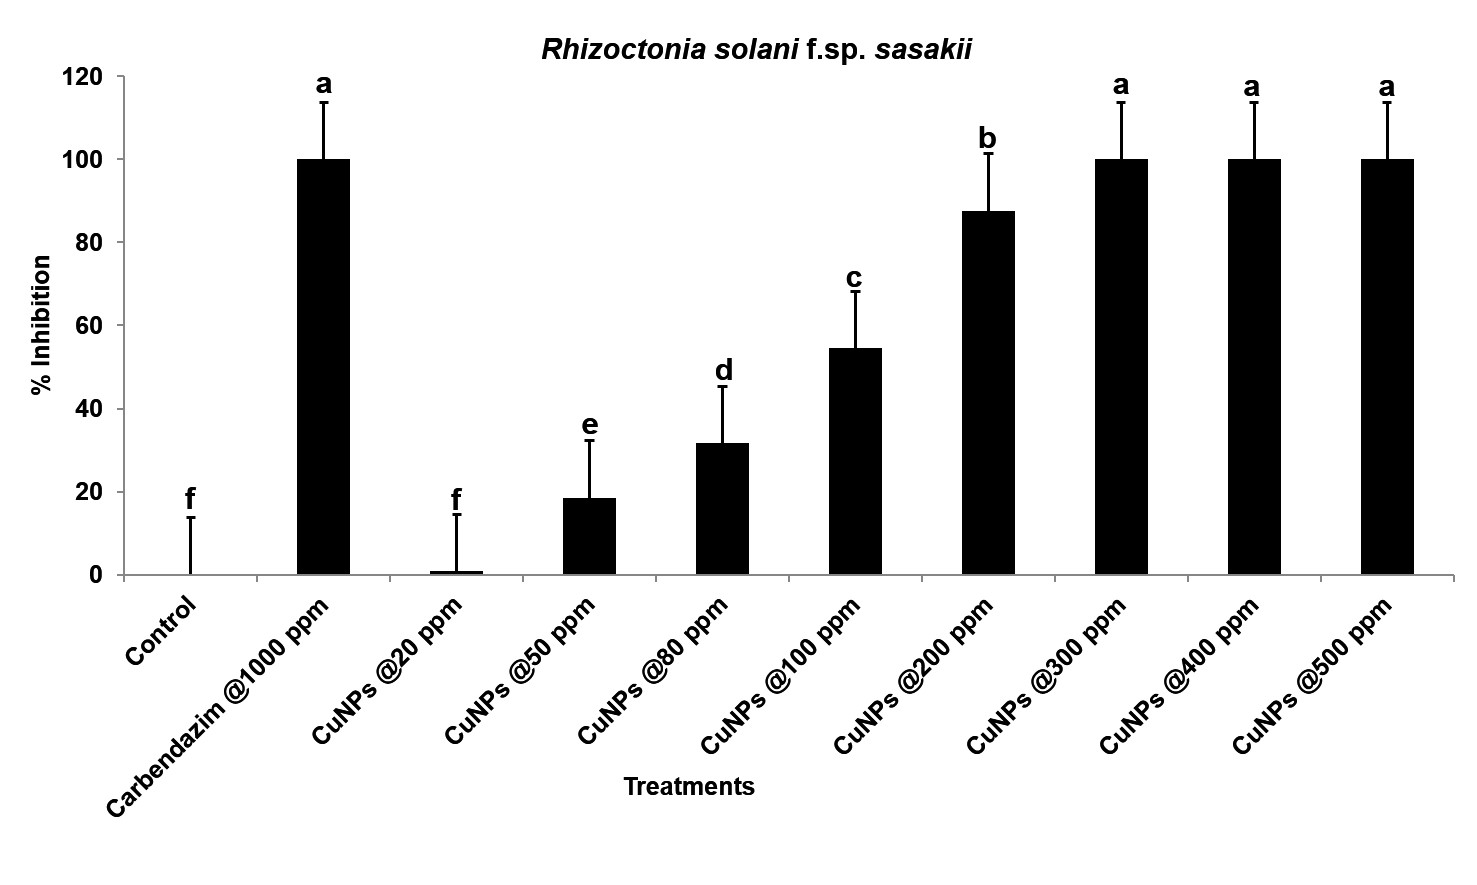 Rhizoctonia solani f.sp. sasakii
120
100
80
60
40
20
0
% Inhibition
f
a
f
e
d
c
b
a
a
a
Control
Carbendazim @1000 ppm
CuNPs @20 ppm
CuNPs @50 ppm
CuNPs @80 ppm
CuNPs @100 ppm
CuNPs @200 ppm
CuNPs @300 ppm
CuNPs @400 ppm
CuNPs @500 ppm
Treatments